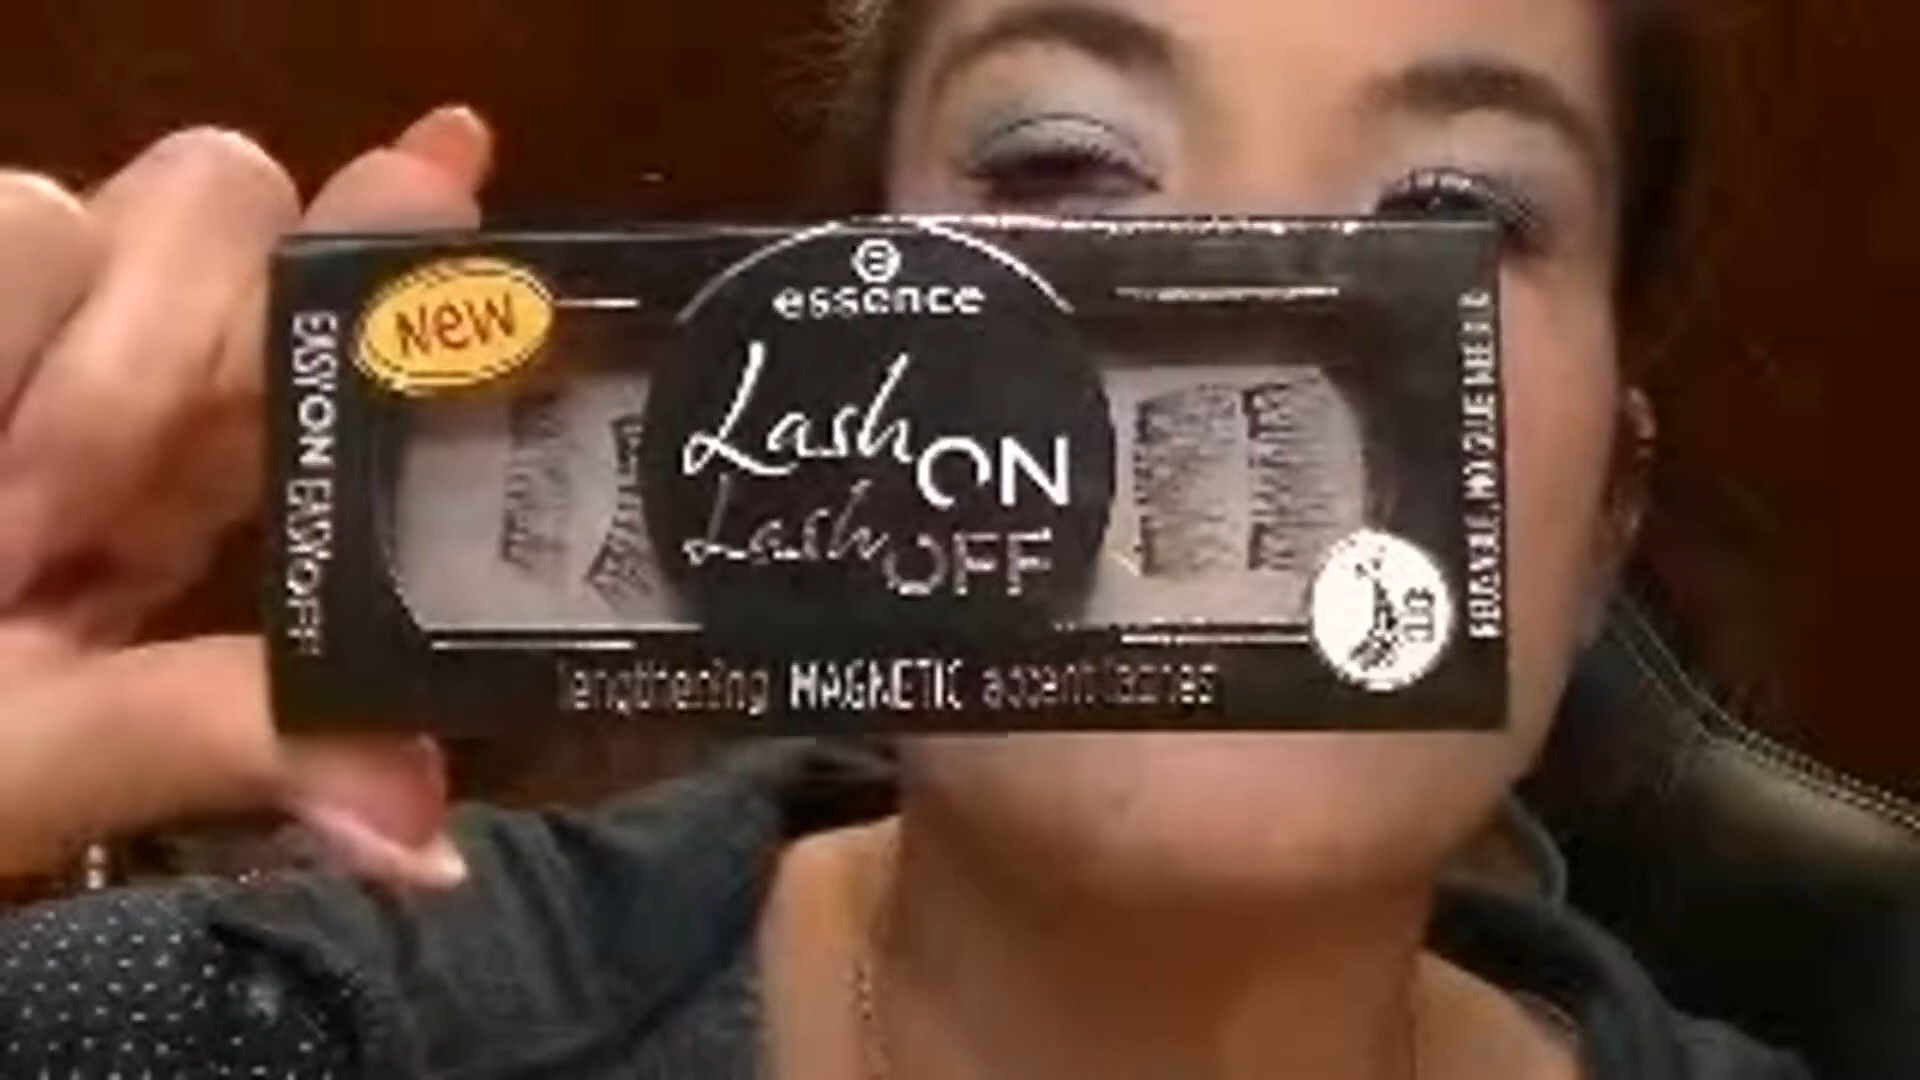 EASY ON EASY OFF
New
essence
Lash ON
Lash OFF
lengthening MAGNETIC accent lashes